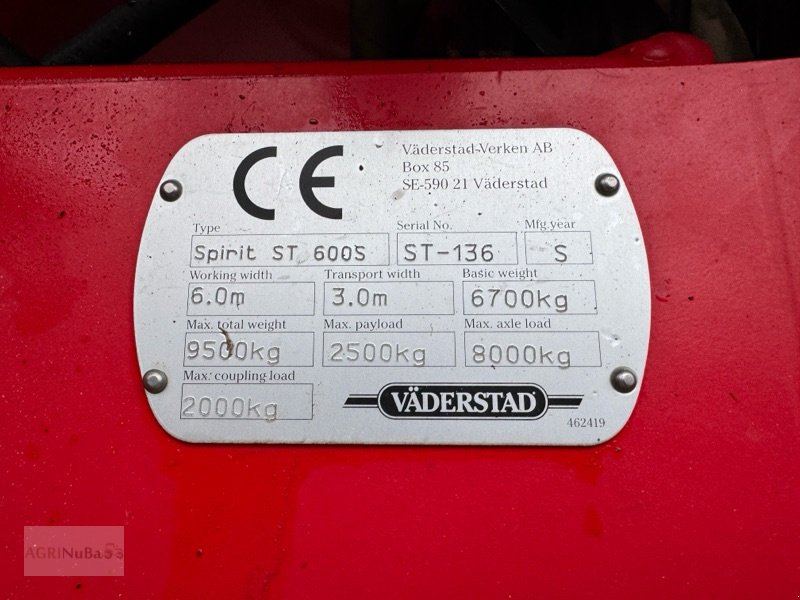 CE
Väderstad-Verken AB
Box 85
SE-590 21 Väderstad
Type Serial No. Mfg.year
Spirit ST 600S ST-136 S
Working width Transport width Basic weight
6.0m 3.0m 6700kg
Max. total weight Max. payload Max. axle load
9500kg 2500kg 8000kg
Max. coupling load
2000kg
VÄDERSTAD
462419
AGRINuBaSS